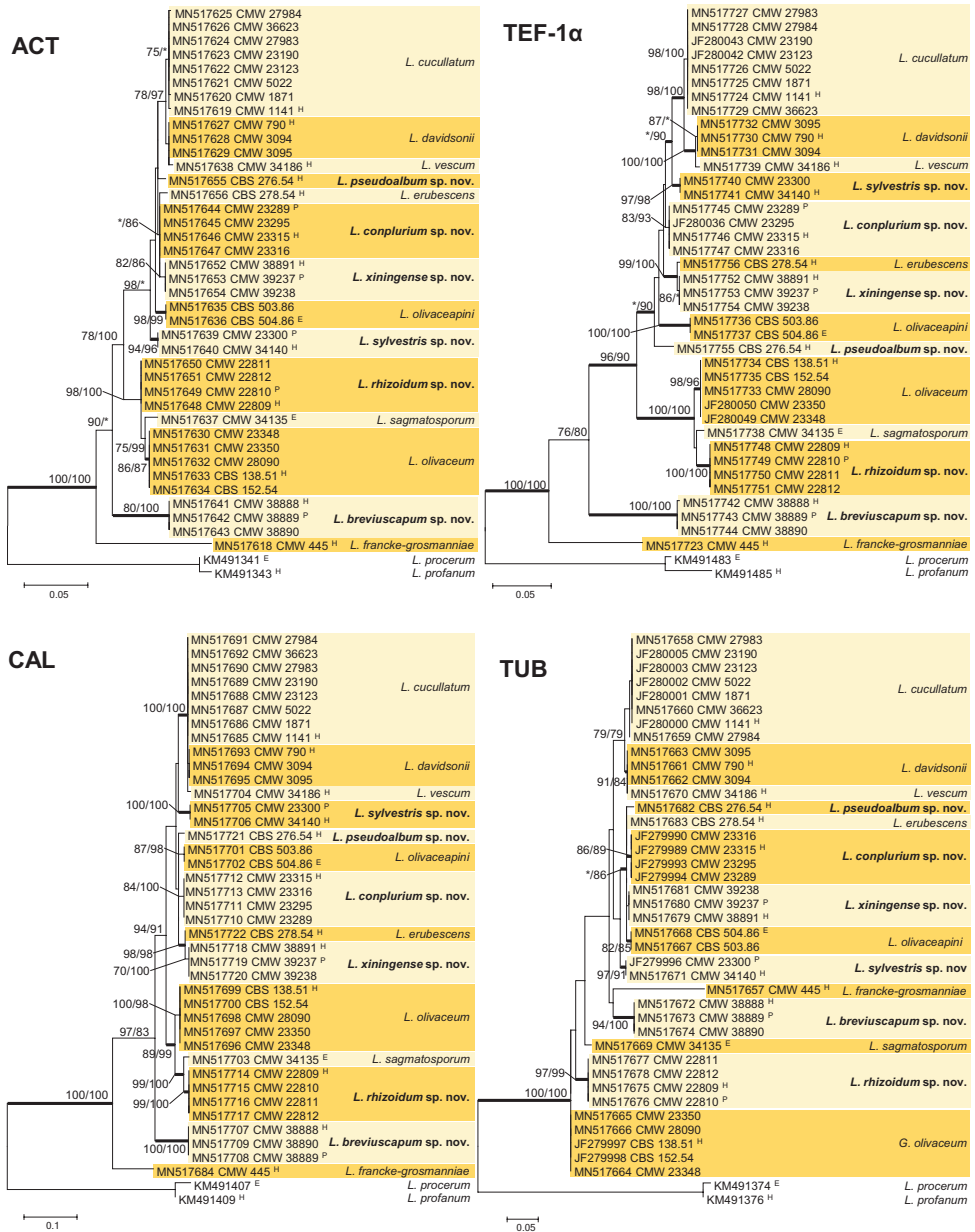 ACT
MN517625 CMW 27984
MN517626 CMW 36623
MN517624 CMW 27983
MN517623 CMW 23190
75/*
L. cucullatum
MN517622 CMW 23123
MN517621 CMW 5022
MN517620 CMW 1871
78/97
MN517619 CMW 1141 H
MN517627 CMW 790 H
MN517628 CMW 3094
L. davidsonii
MN517629 CMW 3095
MN517638 CMW 34186 H
L. vescum
MN517655 CBS 276.54 H
L. pseudoalbum sp. nov.
MN517656 CBS 278.54 H
L. erubescens
MN517644 CMW 23289 P
*/86
MN517645 CMW 23295
L. conplurium sp. nov.
MN517646 CMW 23315 H
MN517647 CMW 23316
82/86
MN517652 CMW 38891 H
MN517653 CMW 39237 P
L. xiningense sp. nov.
98/*
MN517654 CMW 39238
MN517635 CBS 503.86
L. olivaceapini
98/99
MN517636 CBS 504.86 E
78/100
MN517639 CMW 23300 P
L. sylvestris sp. nov.
94/96
MN517640 CMW 34140 H
MN517650 CMW 22811
MN517651 CMW 22812
L. rhizoidum sp. nov.
98/100
MN517649 CMW 22810 P
MN517648 CMW 22809 H
90/*
MN517637 CMW 34135 E
L. sagmatosporum
MN517630 CMW 23348
75/99
MN517631 CMW 23350
MN517632 CMW 28090
L. olivaceum
86/87
MN517633 CBS 138.51 H
100/100
MN517634 CBS 152.54
MN517641 CMW 38888 H
80/100
MN517642 CMW 38889 P
L. breviuscapum sp. nov.
MN517643 CMW 38890
MN517618 CMW 445 H
L. francke-grosmanniae
KM491341 E
L. procerum
KM491343 H
L. profanum
0.05
TEF-1α
MN517727 CMW 27983
MN517728 CMW 27984
JF280043 CMW 23190
98/100
JF280042 CMW 23123
L. cucullatum
MN517726 CMW 5022
MN517725 CMW 1871
98/100
MN517724 CMW 1141 H
MN517729 CMW 36623
87/*
MN517732 CMW 3095
*/90
MN517730 CMW 790 H
L. davidsonii
MN517731 CMW 3094
100/100
MN517739 CMW 34186 H
L. vescum
MN517740 CMW 23300
L. sylvestris sp. nov.
97/98
MN517741 CMW 34140 H
83/93
MN517745 CMW 23289 P
JF280036 CMW 23295
L. conplurium sp. nov.
MN517746 CMW 23315 H
MN517747 CMW 23316
99/100
MN517756 CBS 278.54 H
L. erubescens
MN517752 CMW 38891 H
86/*
MN517753 CMW 39237 P
L. xiningense sp. nov.
*/90
MN517754 CMW 39238
MN517736 CBS 503.86
L. olivaceapini
100/100
MN517737 CBS 504.86 E
MN517755 CBS 276.54 H
L. pseudoalbum sp. nov.
96/90
MN517734 CBS 138.51 H
98/96
MN517735 CBS 152.54
MN517733 CMW 28090
L. olivaceum
JF280050 CMW 23350
100/100
JF280049 CMW 23348
76/80
MN517738 CMW 34135 E
L. sagmatosporum
MN517748 CMW 22809 H
MN517749 CMW 22810 P
L. rhizoidum sp. nov.
100/100
MN517750 CMW 22811
MN517751 CMW 22812
100/100
MN517742 CMW 38888 H
100/100
MN517743 CMW 38889 P
L. breviuscapum sp. nov.
MN517744 CMW 38890
MN517723 CMW 445 H
L. francke-grosmanniae
KM491483 E
L. procerum
KM491485 H
L. profanum
0.05
CAL
MN517691 CMW 27984
MN517692 CMW 36623
MN517690 CMW 27983
MN517689 CMW 23190
L. cucullatum
MN517688 CMW 23123
100/100
MN517687 CMW 5022
MN517686 CMW 1871
MN517685 CMW 1141 H
MN517693 CMW 790 H
MN517694 CMW 3094
L. davidsonii
MN517695 CMW 3095
MN517704 CMW 34186 H
L. vescum
100/100
MN517705 CMW 23300 P
L. sylvestris sp. nov.
MN517706 CMW 34140 H
MN517721 CBS 276.54 H
L. pseudoalbum sp. nov.
87/98
MN517701 CBS 503.86
L. olivaceapini
MN517702 CBS 504.86 E
84/100
MN517712 CMW 23315 H
MN517713 CMW 23316
L. conplurium sp. nov.
MN517711 CMW 23295
MN517710 CMW 23289
94/91
MN517722 CBS 278.54 H
L. erubescens
98/98
MN517718 CMW 38891 H
MN517719 CMW 39237 P
L. xiningense sp. nov.
70/100
MN517720 CMW 39238
MN517699 CBS 138.51 H
100/98
MN517700 CBS 152.54
MN517698 CMW 28090
L. olivaceum
MN517697 CMW 23350
97/83
MN517696 CMW 23348
89/99
MN517703 CMW 34135 E
L. sagmatosporum
MN517714 CMW 22809 H
99/100
MN517715 CMW 22810
L. rhizoidum sp. nov.
99/100
MN517716 CMW 22811
100/100
MN517717 CMW 22812
MN517707 CMW 38888 H
MN517709 CMW 38890
L. breviuscapum sp. nov.
100/100
MN517708 CMW 38889 P
MN517684 CMW 445 H
L. francke-grosmanniae
KM491407 E
L. procerum
KM491409 H
L. profanum
0.1
TUB
MN517658 CMW 27983
JF280005 CMW 23190
JF280003 CMW 23123
JF280002 CMW 5022
L. cucullatum
JF280001 CMW 1871
MN517660 CMW 36623
JF280000 CMW 1141 H
79/79
MN517659 CMW 27984
MN517663 CMW 3095
MN517661 CMW 790 H
L. davidsonii
91/84
MN517662 CMW 3094
MN517670 CMW 34186 H
L. vescum
MN517682 CBS 276.54 H
L. pseudoalbum sp. nov.
MN517683 CBS 278.54 H
L. erubescens
JF279990 CMW 23316
86/89
JF279989 CMW 23315 H
L. conplurium sp. nov.
*/86
JF279993 CMW 23295
JF279994 CMW 23289
MN517681 CMW 39238
MN517680 CMW 39237 P
L. xiningense sp. nov.
MN517679 CMW 38891 H
MN517668 CBS 504.86 E
L. olivaceapini
82/85
MN517667 CBS 503.86
JF279996 CMW 23300 P
L. sylvestris sp. nov
97/91
MN517671 CMW 34140 H
MN517657 CMW 445 H
L. francke-grosmanniae
MN517672 CMW 38888 H
MN517673 CMW 38889 P
L. breviuscapum sp. nov.
94/100
MN517674 CMW 38890
MN517669 CMW 34135 E
L. sagmatosporum
MN517677 CMW 22811
97/99
MN517678 CMW 22812
L. rhizoidum sp. nov.
MN517675 CMW 22809 H
100/100
MN517676 CMW 22810 P
MN517665 CMW 23350
MN517666 CMW 28090
JF279997 CBS 138.51 H
G. olivaceum
JF279998 CBS 152.54
MN517664 CMW 23348
KM491374 E
L. procerum
KM491376 H
L. profanum
0.05